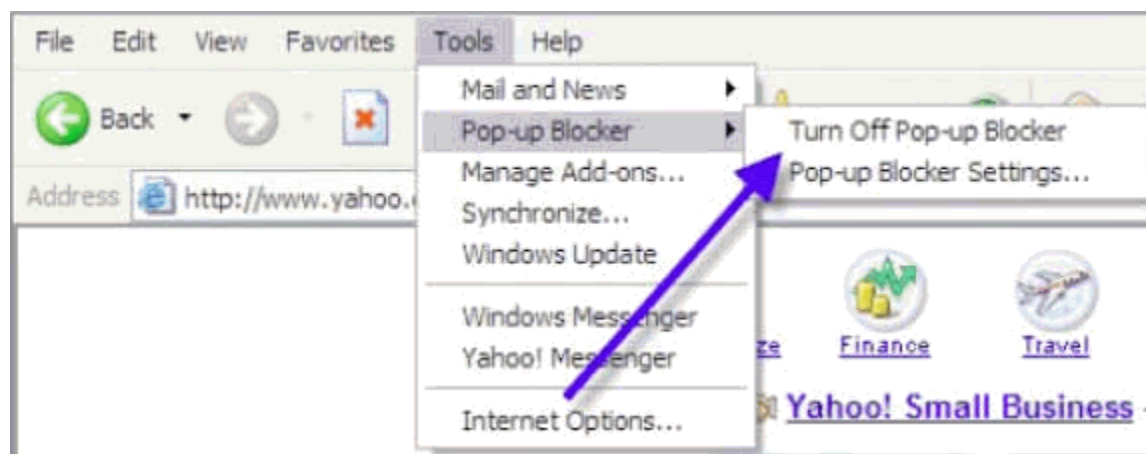 File Edit View Favorites Tools Help
Back
Address http://www.yahoo.
Mail and News
Pop-up Blocker
Manage Add-ons...
Synchronize...
Windows Update
Windows Messenger
Yahoo! Messenger
Internet Options...
Turn Off Pop-up Blocker
Pop-up Blocker Settings...
ze Finance Travel
Yahoo! Small Business